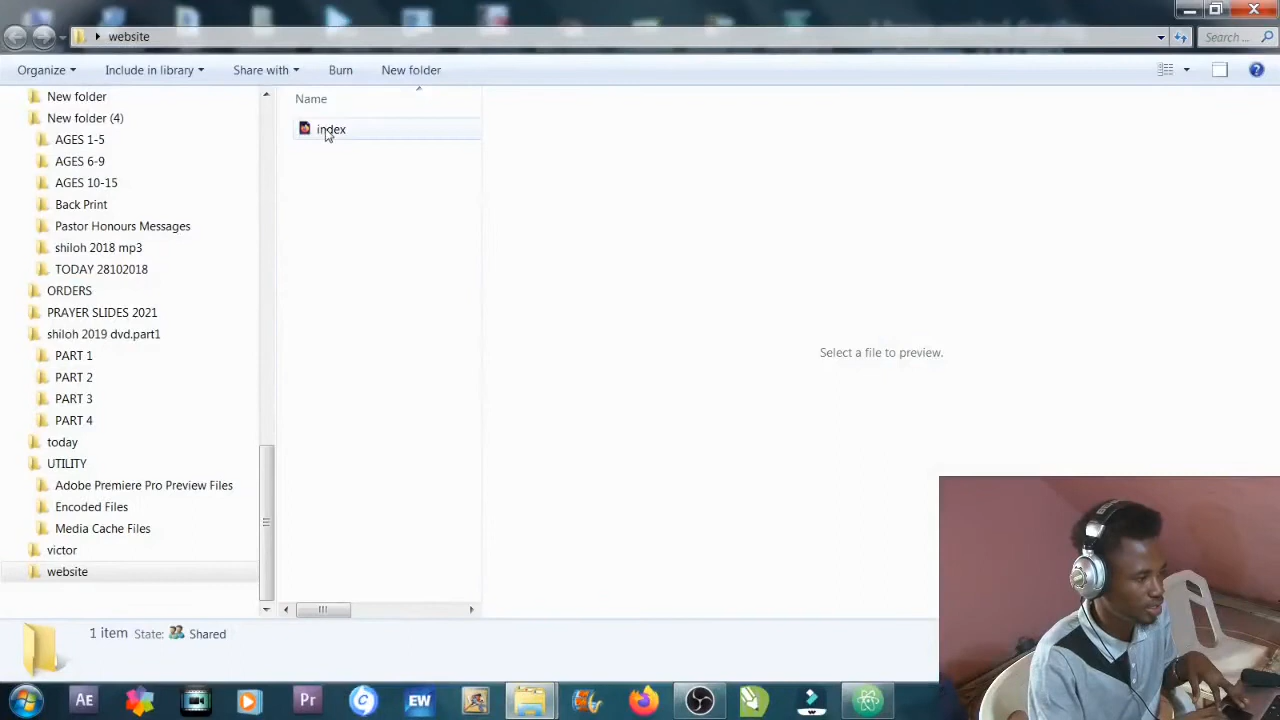 website
Search ...
Organize
Include in library
Share with
Burn
New folder
New folder
New folder (4)
AGES 1-5
AGES 6-9
AGES 10-15
Back Print
Pastor Honours Messages
shiloh 2018 mp3
TODAY 28102018
ORDERS
PRAYER SLIDES 2021
shiloh 2019 dvd.part1
PART 1
PART 2
PART 3
PART 4
today
UTILITY
Adobe Premiere Pro Preview Files
Encoded Files
Media Cache Files
victor
website
Name
index
Select a file to preview.
1 item State: Shared
Ae
Pr
EW